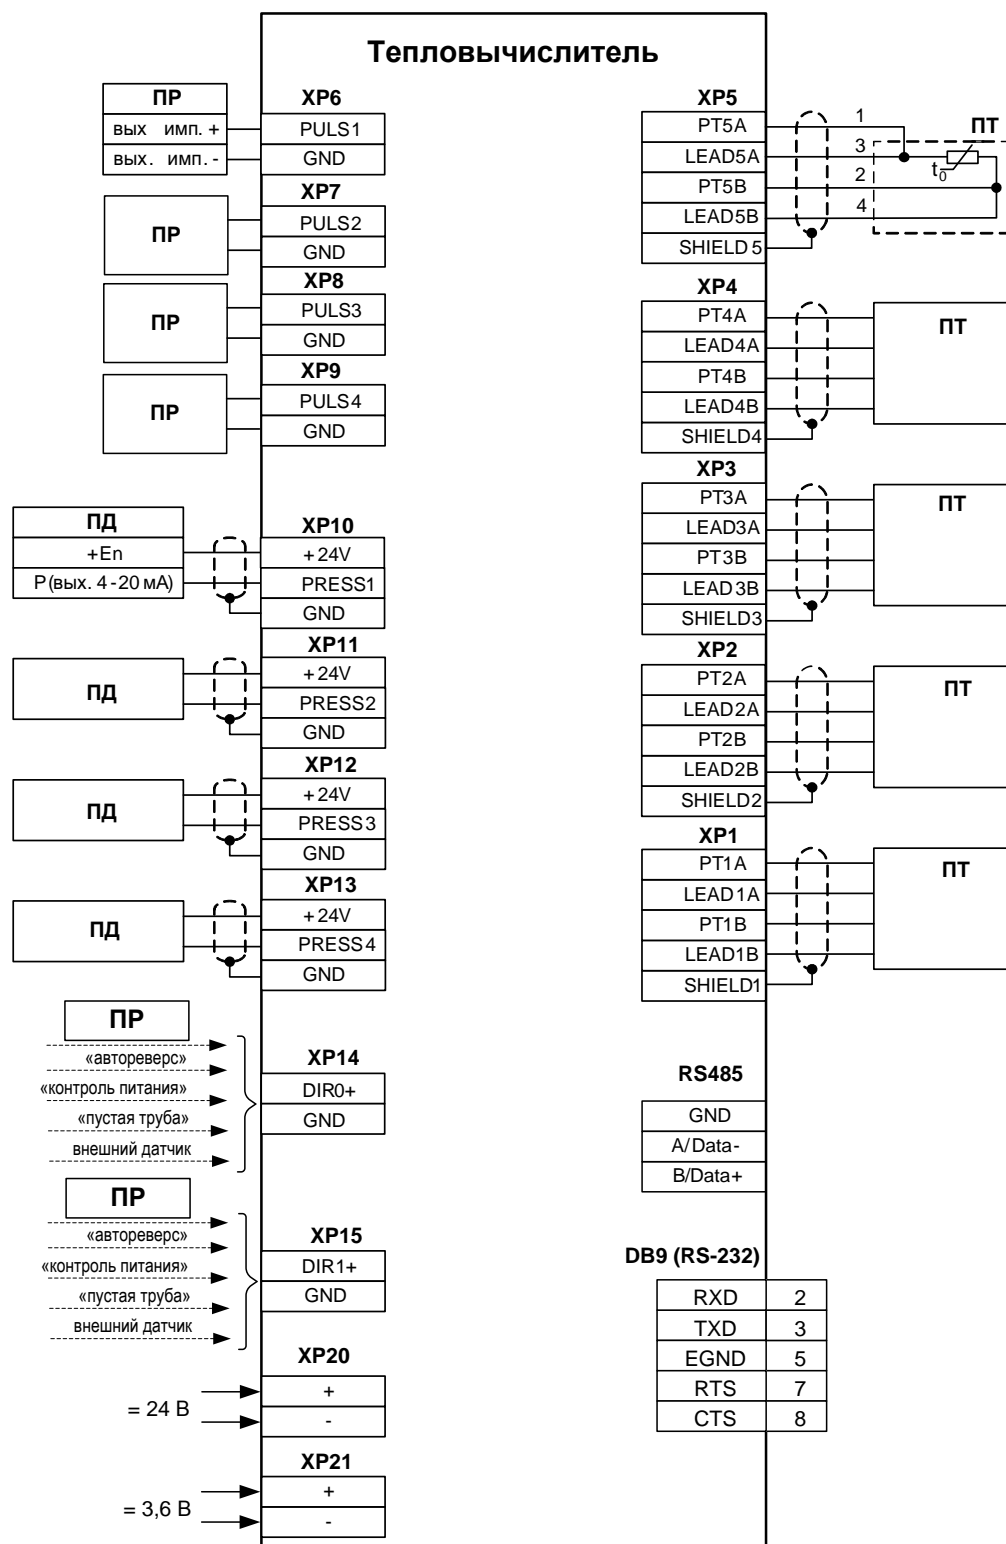 Тепловычислитель
ПР
вых имп. +
вых. имп. -
XP6
PULS1
GND
XP7
ПР
PULS2
GND
XP8
ПР
PULS3
GND
XP9
ПР
PULS4
GND
ПД
+En
P(вых. 4-20 мА)
XP10
+24V
PRESS1
GND
XP11
ПД
+24V
PRESS2
GND
XP12
ПД
+24V
PRESS3
GND
XP13
ПД
+24V
PRESS4
GND
ПР
«автореверс»
«контроль питания»
«пустая труба»
внешний датчик
XP14
DIR0+
GND
ПР
«автореверс»
«контроль питания»
«пустая труба»
внешний датчик
XP15
DIR1+
GND
XP20
= 24 В
+
-
XP21
= 3,6 В
+
-
XP5
PT5A
LEAD5A
PT5B
LEAD5B
SHIELD 5
1
3
2
4
ПТ
t0
XP4
PT4A
LEAD4A
PT4B
LEAD4B
SHIELD4
ПТ
XP3
PT3A
LEAD3A
PT3B
LEAD3B
SHIELD3
ПТ
XP2
PT2A
LEAD2A
PT2B
LEAD2B
SHIELD2
ПТ
XP1
PT1A
LEAD1A
PT1B
LEAD1B
SHIELD1
ПТ
RS485
GND
A/Data-
B/Data+
DB9 (RS-232)
RXD 2
TXD 3
EGND 5
RTS 7
CTS 8